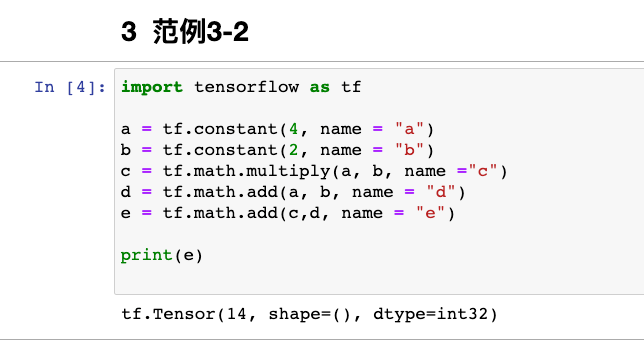 3 范例3-2
In [4]: import tensorflow as tf
a = tf.constant(4, name = "a")
b = tf.constant(2, name = "b")
c = tf.math.multiply(a, b, name ="c")
d = tf.math.add(a, b, name = "d")
e = tf.math.add(c,d, name = "e")
print(e)
tf.Tensor(14, shape=(), dtype=int32)